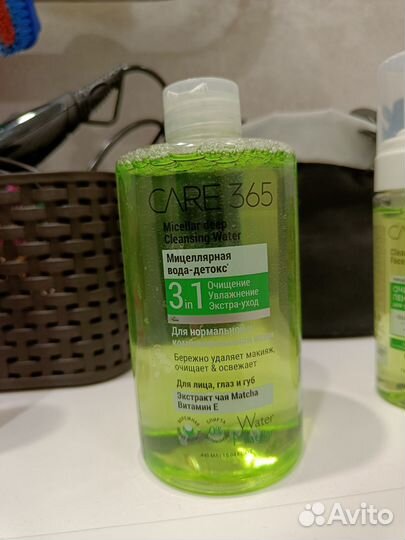 CARE 365
Micellar deep
Cleansing Water
Мицеллярная
вода-детокс*
3 in 1
Очищение
Увлажнение
Экстра-уход
Для нормальной и
Бережно удаляет макияж,
очищает & освежает
Для лица, глаз и губ
Экстракт чая Matcha
Витамин Е
Water
Avito